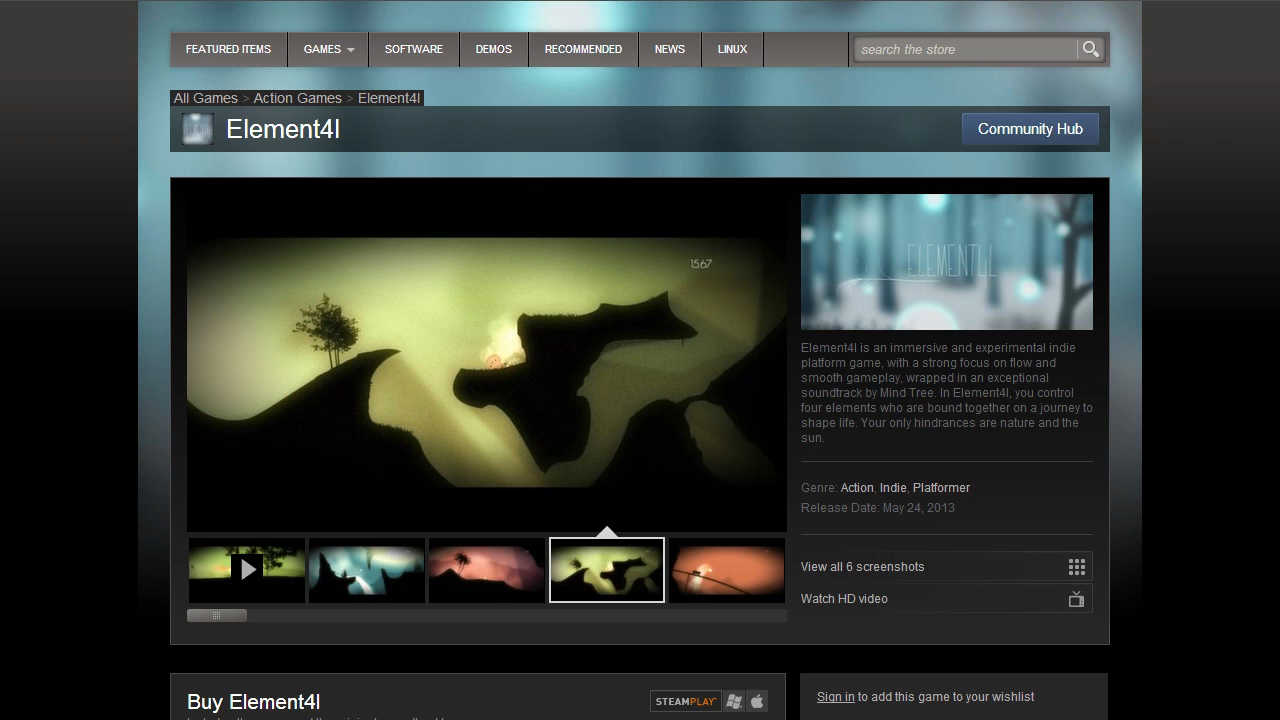 FEATURED ITEMS GAMES SOFTWARE DEMOS RECOMMENDED NEWS LINUX search the store
All Games > Action Games > Element4l
Element4l Community Hub
15.67
ELEMENT4L
Element4l is an immersive and experimental indie
platform game, with a strong focus on flow and
smooth gameplay, wrapped in an exceptional
soundtrack by Mind Tree. In Element4l, you control
four elements who are bound together on a journey to
shape life. Your only hindrances are nature and the
sun.
Genre: Action, Indie, Platformer
Release Date: May 24, 2013
View all 6 screenshots
Watch HD video
Buy Element4l STEAMPLAY
Sign in to add this game to your wishlist